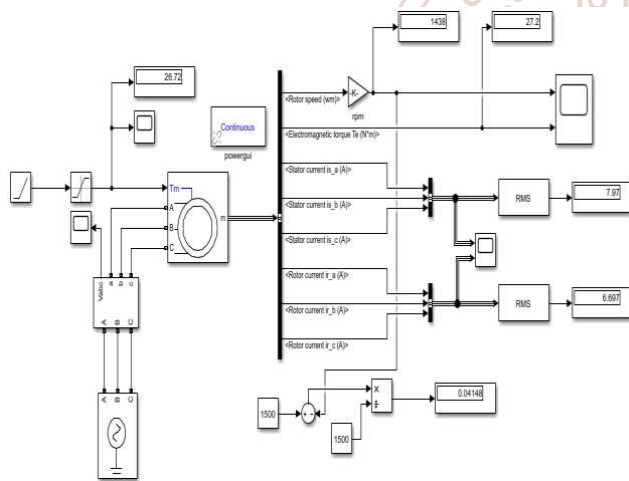 1438
27.2
26.72
-K-
<Rotor speed (wm)>
rpm
Continuous
<Electromagnetic torque Te (N*m)>
powergui
<Stator current is_a (A)>
Tm
A
m
<Stator current is_b (A)>
RMS
7.97
B
C
<Stator current is_c (A)>
<Rotor current ir_a (A)>
Vabc
a
b
c
<Rotor current ir_b (A)>
RMS
6.697
A
B
C
<Rotor current ir_c (A)>
1500
+ -
×
÷
0.04148
A
B
C
1500